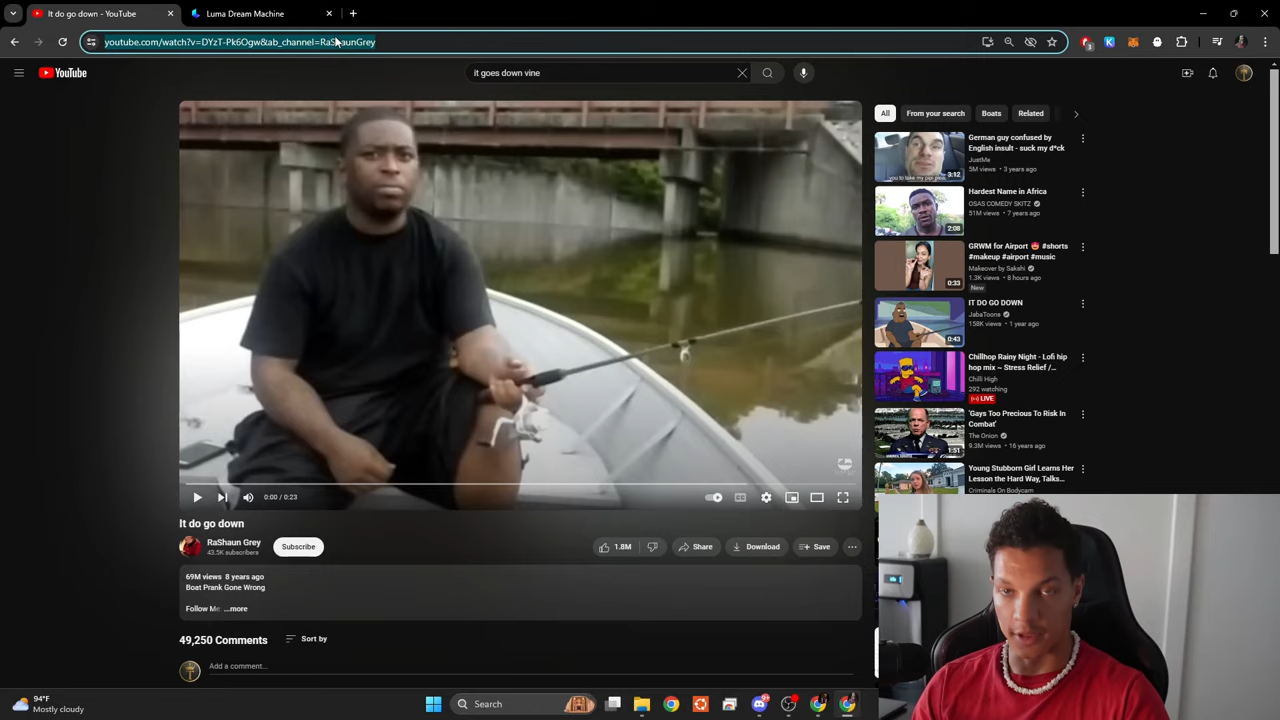 It do go down - YouTube
Luma Dream Machine
youtube.com/watch?v=DYzT-Pk6Ogw&ab_channel=RaShaunGrey
3
YouTube
it goes down vine
All
From your search
Boats
Related
German guy confused by
English insult - suck my d*ck
JustMe
5M views • 3 years ago
3:12
Hardest Name in Africa
OSAS COMEDY SKITZ
51M views • 7 years ago
2:08
GRWM for Airport 😍 #shorts
#makeup #airport #music
Makeover by Sakshi
1.3K views • 8 hours ago
New
0:33
IT DO GO DOWN
JabaToons
158K views • 1 year ago
0:43
Chillhop Rainy Night - Lofi hip
hop mix ~ Stress Relief /...
Chilli High
292 watching
LIVE
'Gays Too Precious To Risk In
Combat'
The Onion
9.3M views • 16 years ago
1:51
Young Stubborn Girl Learns Her
Lesson the Hard Way, Talks...
Criminals On Bodycam
0:00 / 0:23
It do go down
RaShaun Grey
43.5K subscribers
Subscribe
1.8M
Share
Download
Save
69M views 8 years ago
Boat Prank Gone Wrong
Follow Me: ...more
49,250 Comments
Sort by
Add a comment...
94°F
Mostly cloudy
Search